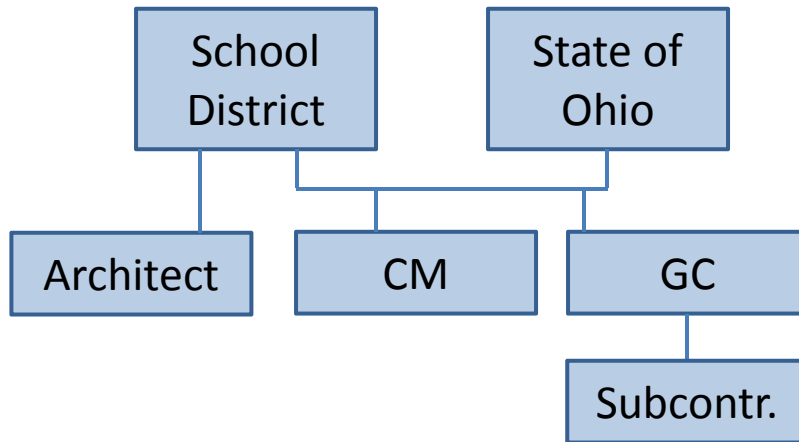 School
District
State of
Ohio
Architect
CM
GC
Subcontr.